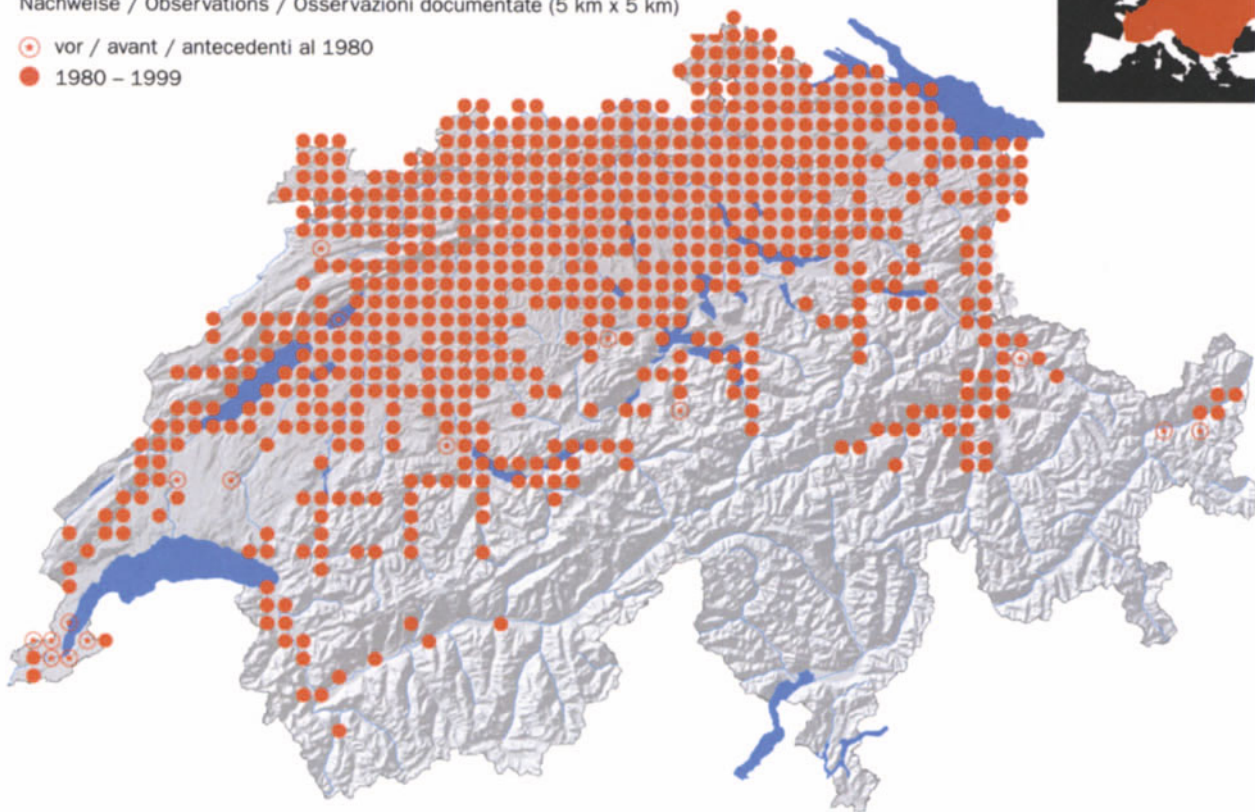 Nachweise / Observations / Osservazioni documentate (5 km x 5 km)
vor / avant / antecedenti al 1980
1980 – 1999